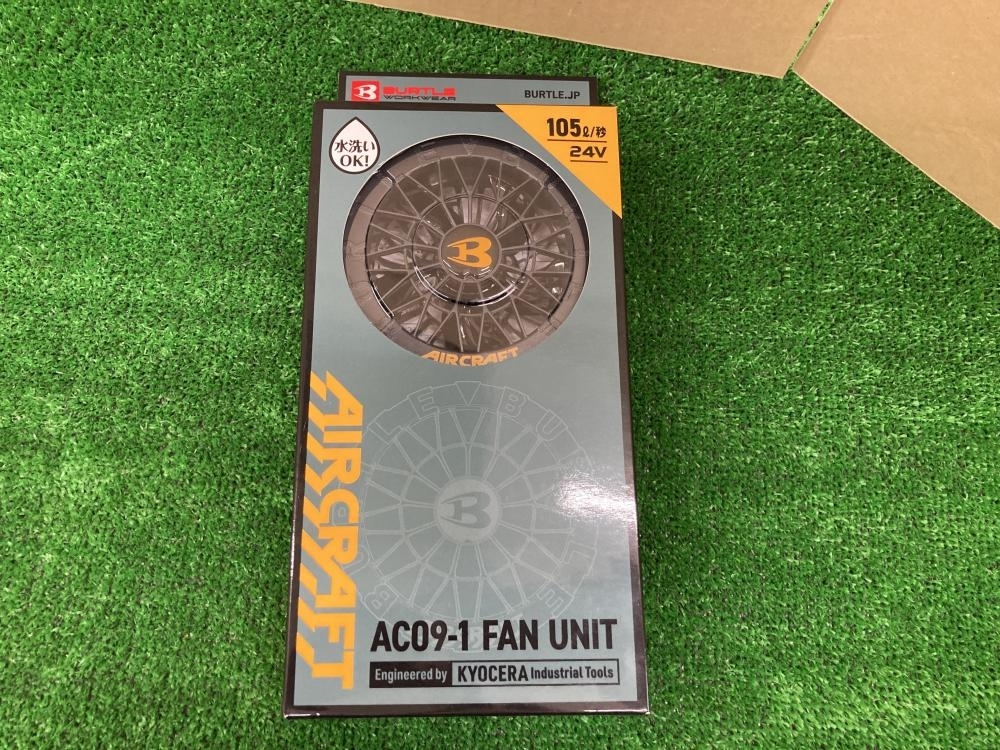 B BURTLE
WORKWEAR
BURTLE.JP
水洗い
OK!
105ℓ/秒
24V
B
AIRCRAFT
AIRCRAFT
B
AC09-1 FAN UNIT
Engineered by KYOCERA Industrial Tools